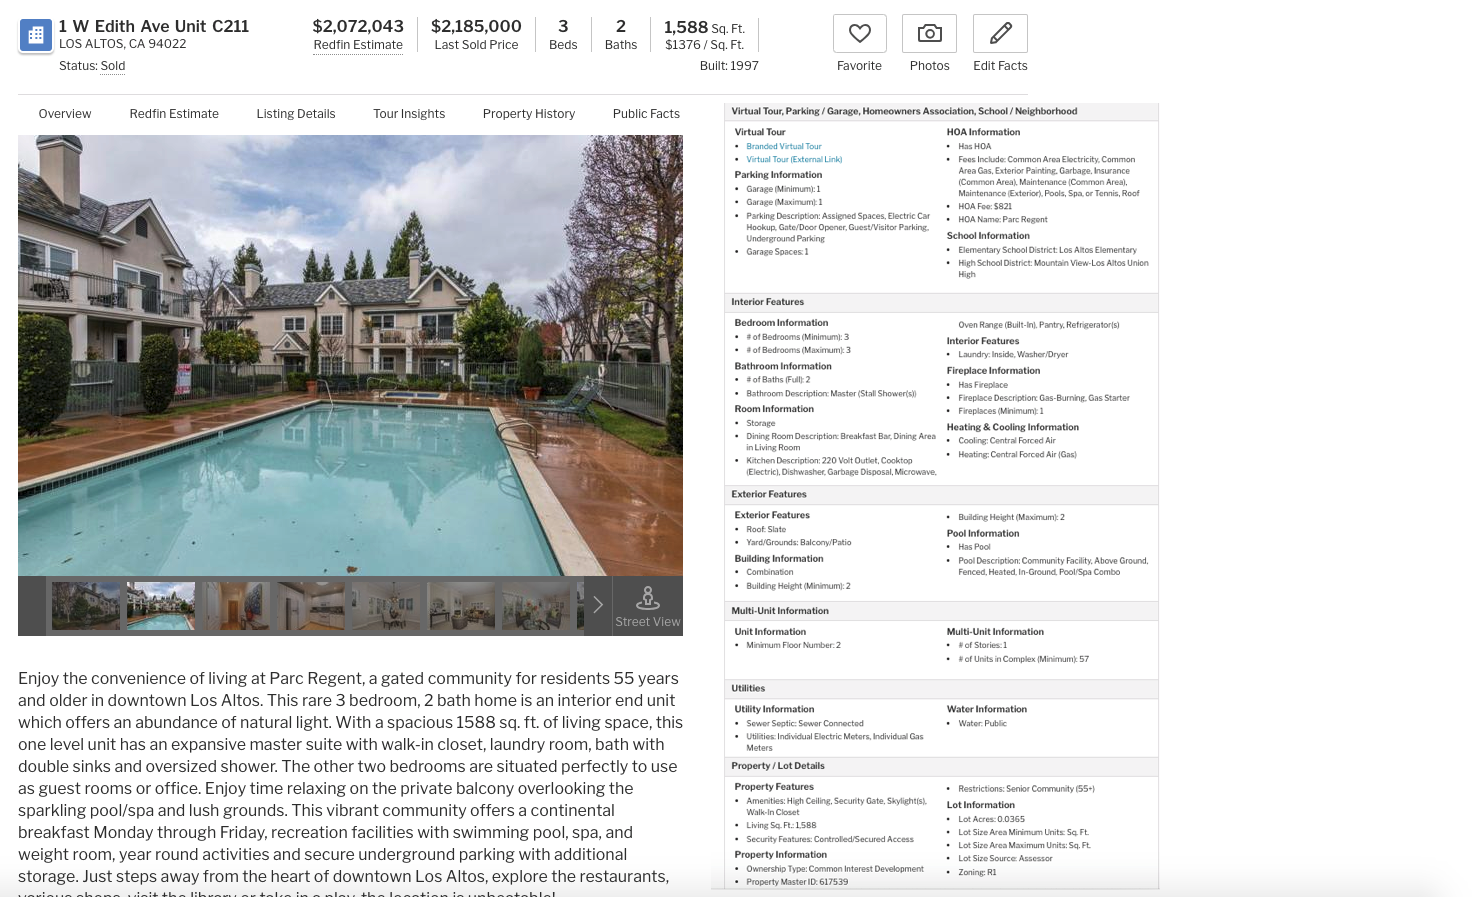 1 W Edith Ave Unit C211
LOS ALTOS, CA 94022
Status: Sold
$2,072,043
Redfin Estimate
$2,185,000
Last Sold Price
3
Beds
2
Baths
1,588 Sq. Ft.
$1376 / Sq. Ft.
Built: 1997
Favorite
Photos
Edit Facts
Overview
Redfin Estimate
Listing Details
Tour Insights
Property History
Public Facts
Street View
Enjoy the convenience of living at Parc Regent, a gated community for residents 55 years
and older in downtown Los Altos. This rare 3 bedroom, 2 bath home is an interior end unit
which offers an abundance of natural light. With a spacious 1588 sq. ft. of living space, this
one level unit has an expansive master suite with walk-in closet, laundry room, bath with
double sinks and oversized shower. The other two bedrooms are situated perfectly to use
as guest rooms or office. Enjoy time relaxing on the private balcony overlooking the
sparkling pool/spa and lush grounds. This vibrant community offers a continental
breakfast Monday through Friday, recreation facilities with swimming pool, spa, and
weight room, year round activities and secure underground parking with additional
storage. Just steps away from the heart of downtown Los Altos, explore the restaurants,
various shops, visit the library or take in a play, the location is unbeatable!
Virtual Tour, Parking / Garage, Homeowners Association, School / Neighborhood
Virtual Tour
• Branded Virtual Tour
• Virtual Tour (External Link)
Parking Information
• Garage (Minimum): 1
• Garage (Maximum): 1
• Parking Description: Assigned Spaces, Electric Car
Hookup, Gate/Door Opener, Guest/Visitor Parking,
Underground Parking
• Garage Spaces: 1
HOA Information
• Has HOA
• Fees Include: Common Area Electricity, Common
Area Gas, Exterior Painting, Garbage, Insurance
(Common Area), Maintenance (Common Area),
Maintenance (Exterior), Pools, Spa, or Tennis, Roof
• HOA Fee: $821
• HOA Name: Parc Regent
School Information
• Elementary School District: Los Altos Elementary
• High School District: Mountain View-Los Altos Union
High
Interior Features
Bedroom Information
• # of Bedrooms (Minimum): 3
• # of Bedrooms (Maximum): 3
Bathroom Information
• # of Baths (Full): 2
• Bathroom Description: Master (Stall Shower(s))
Room Information
• Storage
• Dining Room Description: Breakfast Bar, Dining Area
in Living Room
• Kitchen Description: 220 Volt Outlet, Cooktop
(Electric), Dishwasher, Garbage Disposal, Microwave,
Oven Range (Built-In), Pantry, Refrigerator(s)
Interior Features
• Laundry: Inside, Washer/Dryer
Fireplace Information
• Has Fireplace
• Fireplace Description: Gas-Burning, Gas Starter
• Fireplaces (Minimum): 1
Heating & Cooling Information
• Cooling: Central Forced Air
• Heating: Central Forced Air (Gas)
Exterior Features
Exterior Features
• Roof: Slate
• Yard/Grounds: Balcony/Patio
Building Information
• Combination
• Building Height (Minimum): 2
• Building Height (Maximum): 2
Pool Information
• Has Pool
• Pool Description: Community Facility, Above Ground,
Fenced, Heated, In-Ground, Pool/Spa Combo
Multi-Unit Information
Unit Information
• Minimum Floor Number: 2
Multi-Unit Information
• # of Stories: 1
• # of Units in Complex (Minimum): 57
Utilities
Utility Information
• Sewer Septic: Sewer Connected
• Utilities: Individual Electric Meters, Individual Gas
Meters
Water Information
• Water: Public
Property / Lot Details
Property Features
• Amenities: High Ceiling, Security Gate, Skylight(s),
Walk-In Closet
• Living Sq. Ft.: 1,588
• Security Features: Controlled/Secured Access
Property Information
• Ownership Type: Common Interest Development
• Property Master ID: 617539
• Restrictions: Senior Community (55+)
Lot Information
• Lot Acres: 0.0365
• Lot Size Area Minimum Units: Sq. Ft.
• Lot Size Area Maximum Units: Sq. Ft.
• Lot Size Source: Assessor
• Zoning: R1